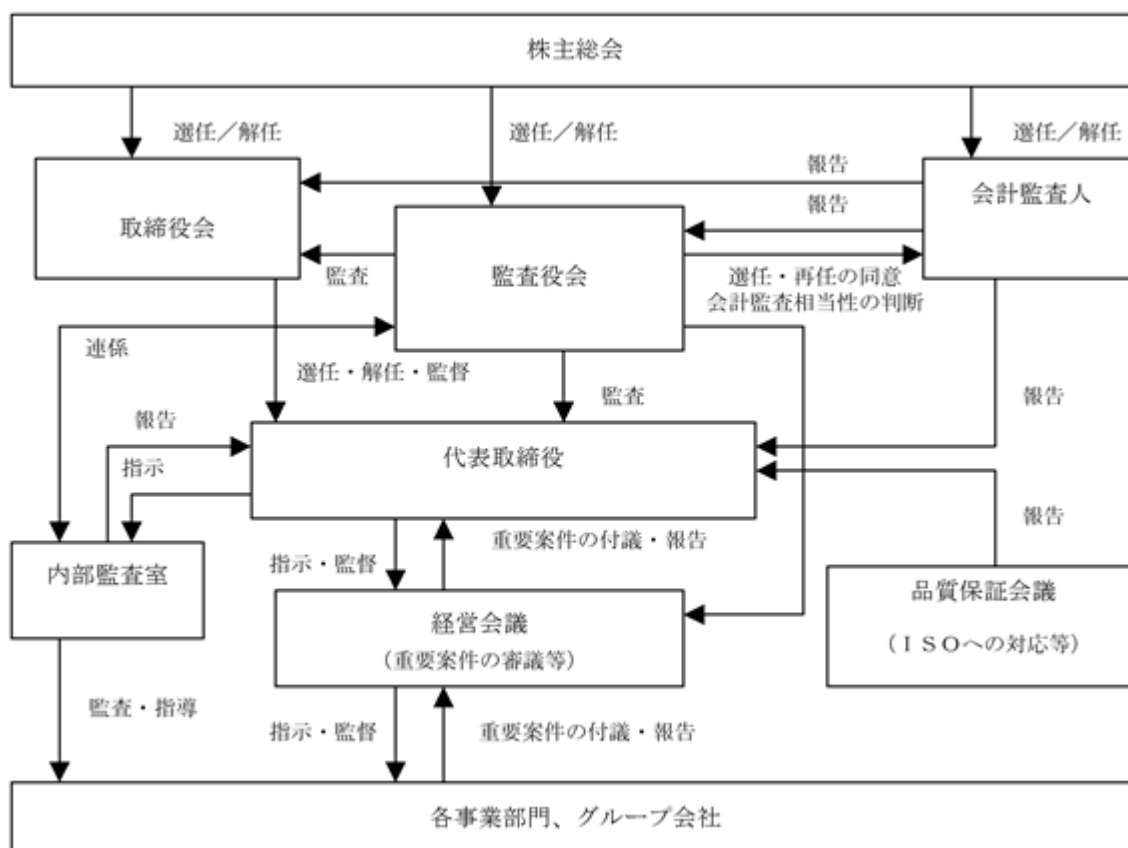 株主総会
選任／解任
選任／解任
選任／解任
報告
会計監査人
取締役会
報告
監査役会
監査
選任・再任の同意
会計監査相当性の判断
連係
選任・解任・監督
監査
報告
報告
代表取締役
指示
重要案件の付議・報告
報告
指示・監督
内部監査室
品質保証会議
経営会議
（ＩＳＯへの対応等）
（重要案件の審議等）
監査・指導
指示・監督
重要案件の付議・報告
各事業部門、グループ会社